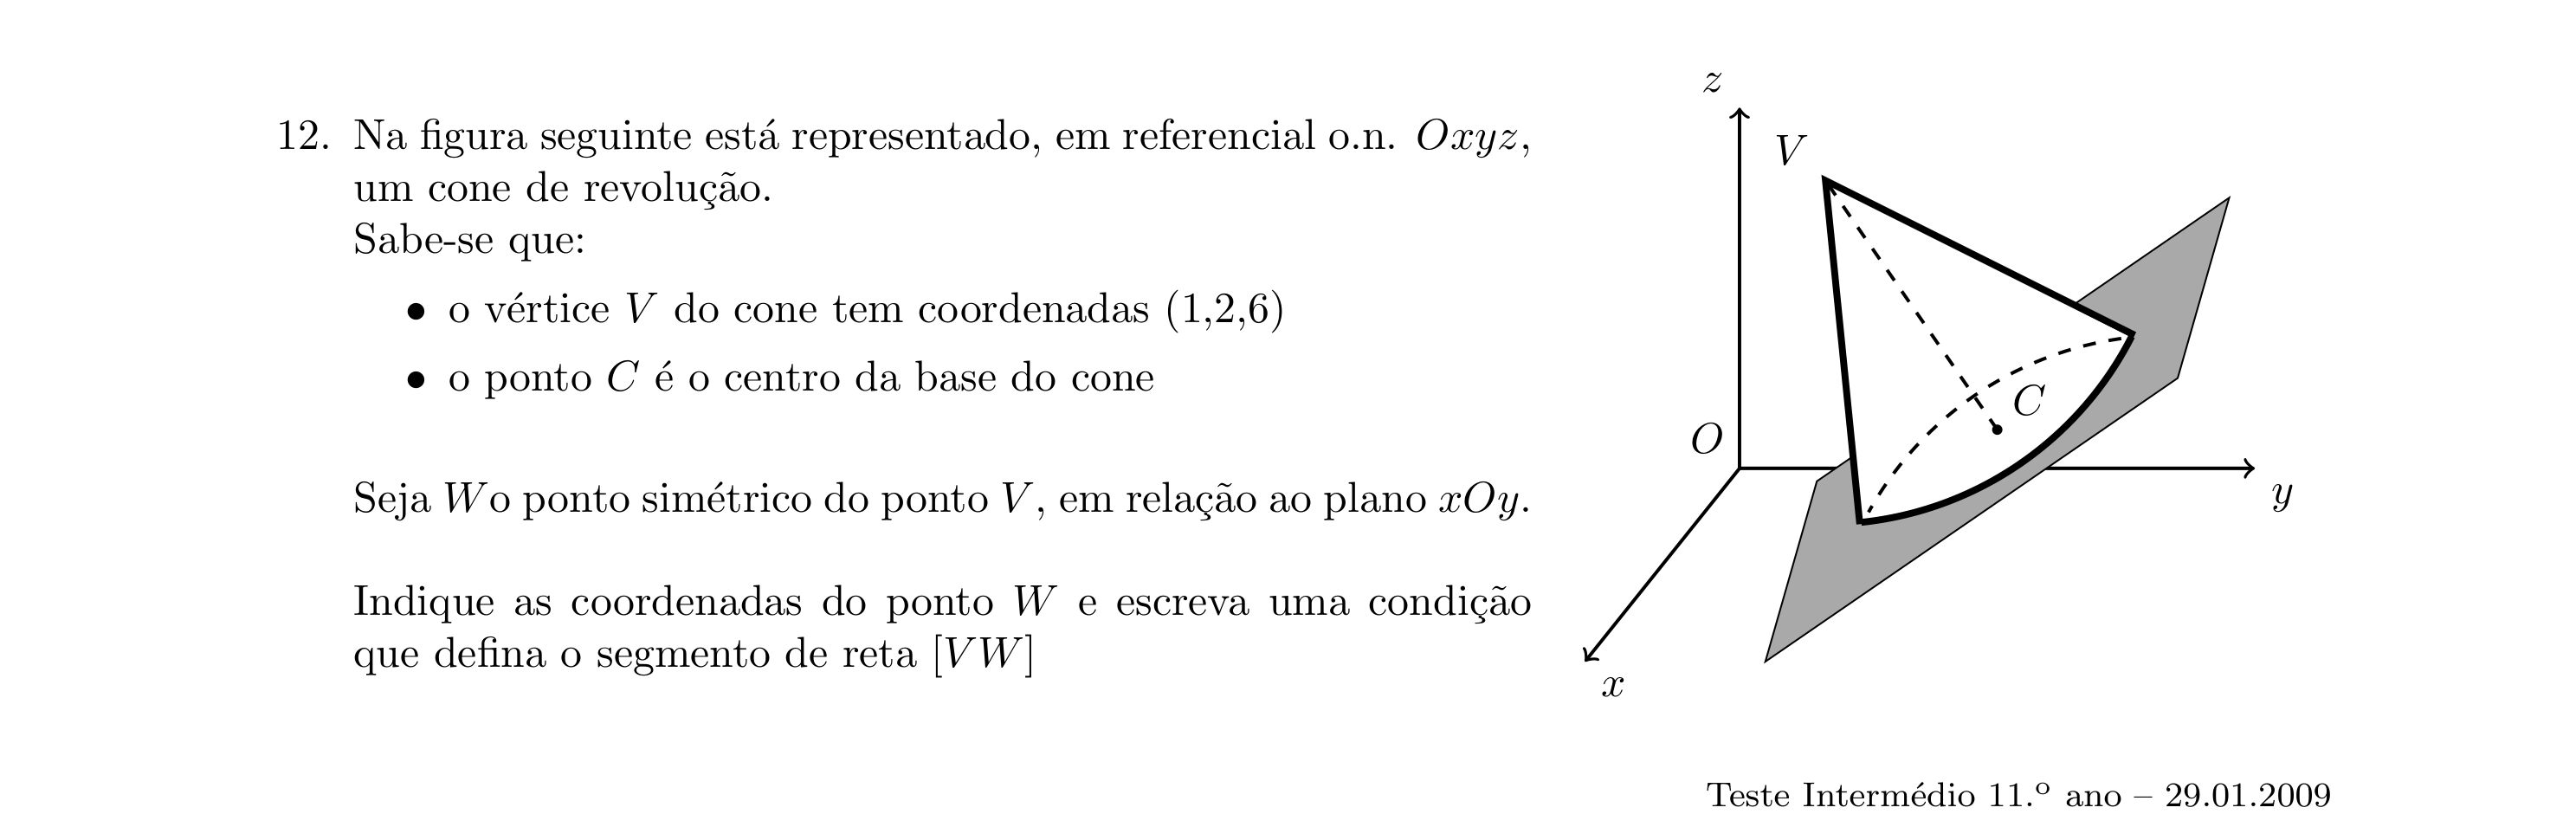 12. Na figura seguinte está representado, em referencial o.n. Oxyz,
um cone de revolução.
Sabe-se que:
• o vértice V do cone tem coordenadas (1,2,6)
• o ponto C é o centro da base do cone
Seja W o ponto simétrico do ponto V, em relação ao plano xOy.
Indique as coordenadas do ponto W e escreva uma condição
que defina o segmento de reta [VW]
z
V
C
O
y
x
Teste Intermédio 11.º ano – 29.01.2009